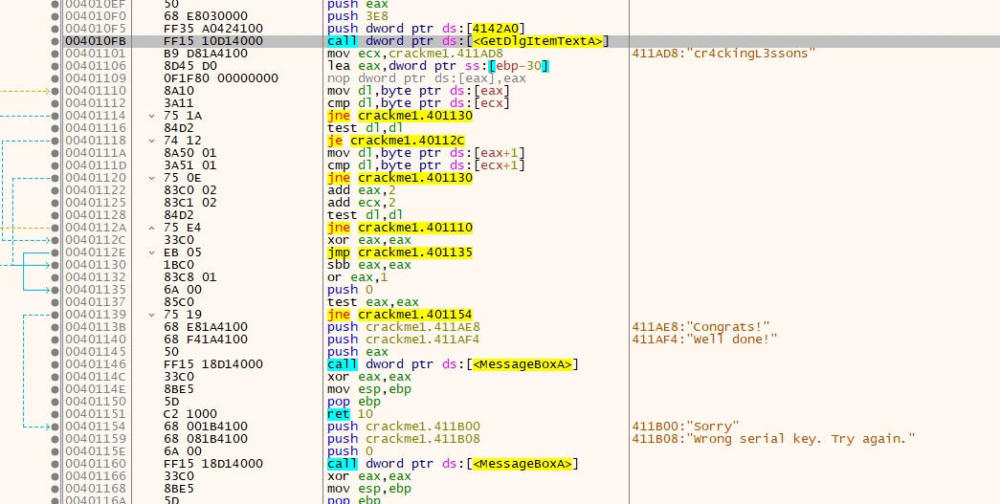 004010EF 50 push eax
004010F0 68 E8030000 push 3E8
004010F5 FF35 A0424100 push dword ptr ds:[4142A0]
004010FB FF15 10D14000 call dword ptr ds:[<GetDlgItemTextA>]
00401101 B9 D81A4100 mov ecx,crackme1.411AD8 411AD8:"cr4ckingL3ssons"
00401106 8D45 D0 lea eax,dword ptr ss:[ebp-30]
00401109 0F1F80 00000000 nop dword ptr ds:[eax],eax
00401110 8A10 mov dl,byte ptr ds:[eax]
00401112 3A11 cmp dl,byte ptr ds:[ecx]
00401114 75 1A jne crackme1.401130
00401116 84D2 test dl,dl
00401118 74 12 je crackme1.40112C
0040111A 8A50 01 mov dl,byte ptr ds:[eax+1]
0040111D 3A51 01 cmp dl,byte ptr ds:[ecx+1]
00401120 75 0E jne crackme1.401130
00401122 83C0 02 add eax,2
00401125 83C1 02 add ecx,2
00401128 84D2 test dl,dl
0040112A 75 E4 jne crackme1.401110
0040112C 33C0 xor eax,eax
0040112E EB 05 jmp crackme1.401135
00401130 1BC0 sbb eax,eax
00401132 83C8 01 or eax,1
00401135 6A 00 push 0
00401137 85C0 test eax,eax
00401139 75 19 jne crackme1.401154
0040113B 68 E81A4100 push crackme1.411AE8 411AE8:"Congrats!"
00401140 68 F41A4100 push crackme1.411AF4 411AF4:"Well done!"
00401145 50 push eax
00401146 FF15 18D14000 call dword ptr ds:[<MessageBoxA>]
0040114C 33C0 xor eax,eax
0040114E 8BE5 mov esp,ebp
00401150 5D pop ebp
00401151 C2 1000 ret 10
00401154 68 001B4100 push crackme1.411B00 411B00:"Sorry"
00401159 68 081B4100 push crackme1.411B08 411B08:"Wrong serial key. Try again."
0040115E 6A 00 push 0
00401160 FF15 18D14000 call dword ptr ds:[<MessageBoxA>]
00401166 33C0 xor eax,eax
00401168 8BE5 mov esp,ebp
0040116A 5D pop ebp